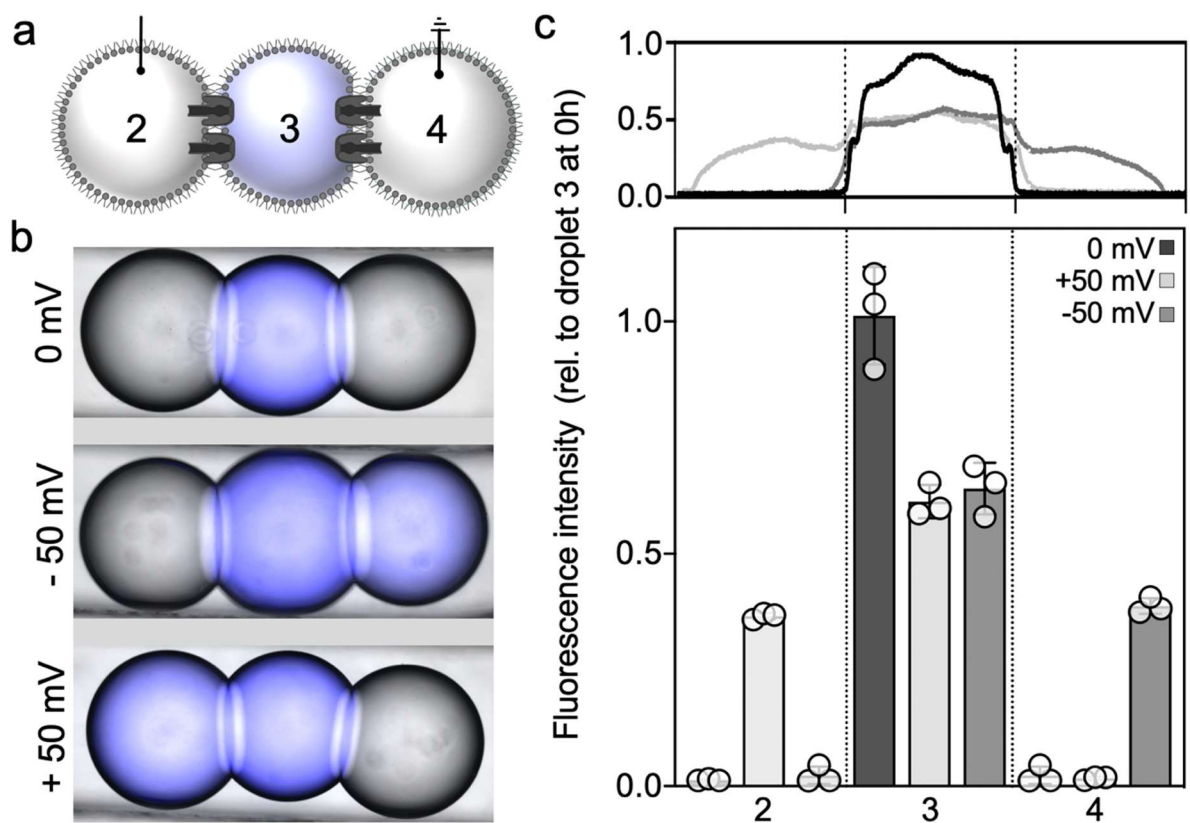 a
2
3
4
b
0 mV
- 50 mV
+ 50 mV
c
Fluorescence intensity (rel. to droplet 3 at 0h)
1.0
0.5
0.0
0 mV
+50 mV
-50 mV
1.0
0.5
0.0
2
3
4